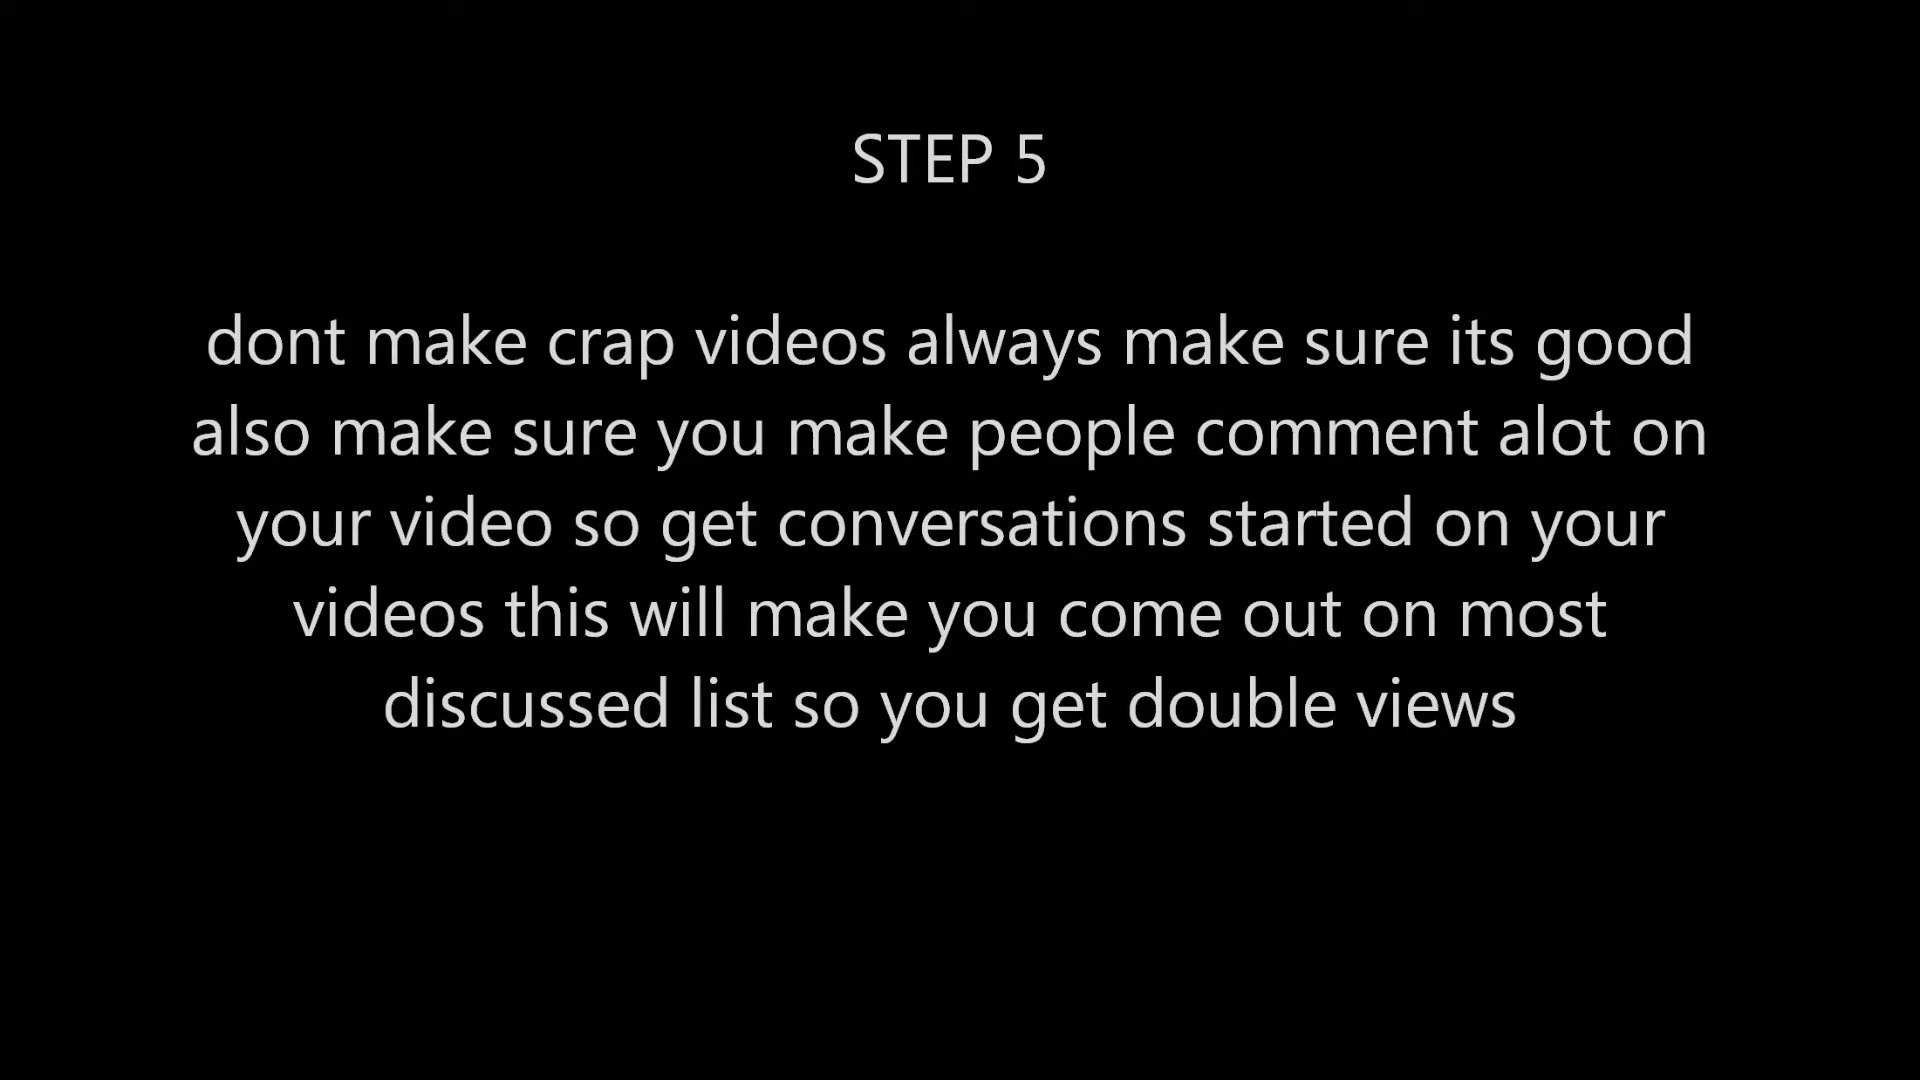 STEP 5
dont make crap videos always make sure its good
also make sure you make people comment alot on
your video so get conversations started on your
videos this will make you come out on most
discussed list so you get double views